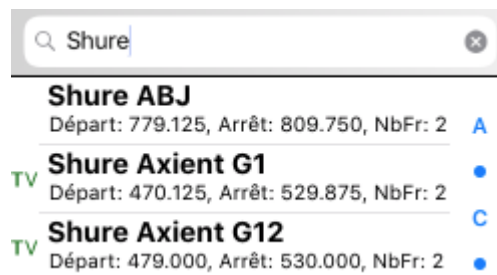 Shure
Shure ABJ
Départ: 779.125, Arrêt: 809.750, NbFr: 2
A
TV
Shure Axient G1
Départ: 470.125, Arrêt: 529.875, NbFr: 2
C
TV
Shure Axient G12
Départ: 479.000, Arrêt: 530.000, NbFr: 2